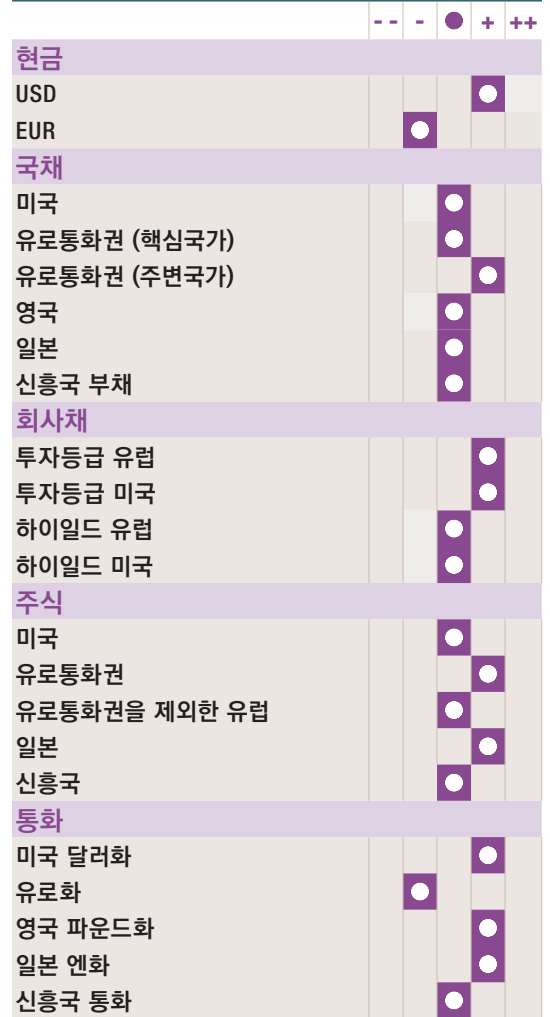 -- - ● + ++
현금
USD
EUR
국채
미국
유로통화권 (핵심국가)
유로통화권 (주변국가)
영국
일본
신흥국 부채
회사채
투자등급 유럽
투자등급 미국
하이일드 유럽
하이일드 미국
주식
미국
유로통화권
유로통화권을 제외한 유럽
일본
신흥국
통화
미국 달러화
유로화
영국 파운드화
일본 엔화
신흥국 통화